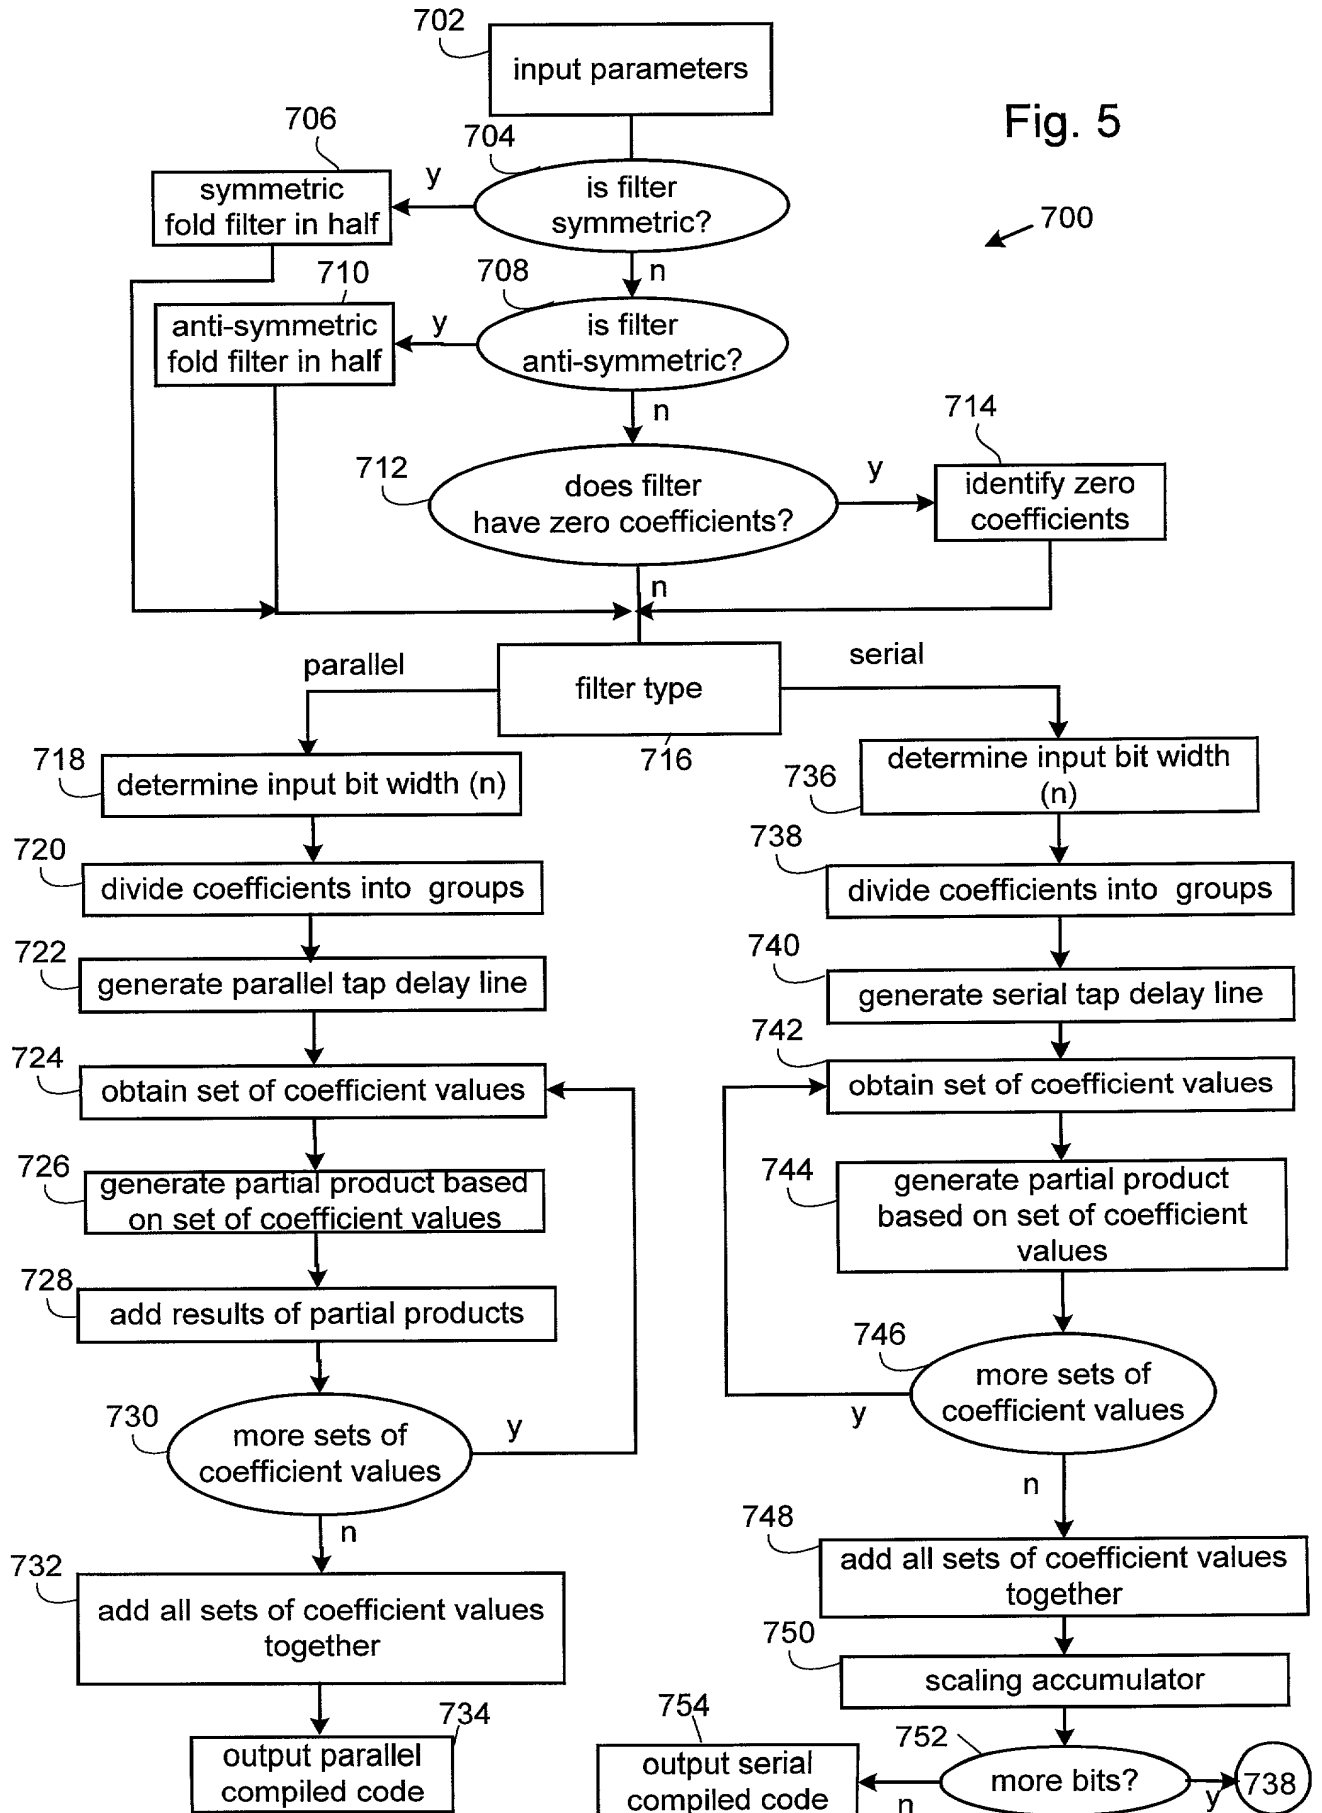 702
input parameters
Fig. 5
706
704
y
is filter
symmetric?
symmetric
fold filter in half
700
n
710
708
y
is filter
anti-symmetric?
anti-symmetric
fold filter in half
n
714
712
does filter
have zero coefficients?
y
identify zero
coefficients
n
parallel
serial
filter type
716
718
determine input bit width (n)
720
divide coefficients into groups
722
generate parallel tap delay line
724
obtain set of coefficient values
726
generate partial product based
on set of coefficient values
728
add results of partial products
730
more sets of
coefficient values
y
n
732
add all sets of coefficient values
together
734
output parallel
compiled code
736
determine input bit width
(n)
738
divide coefficients into groups
740
generate serial tap delay line
742
obtain set of coefficient values
744
generate partial product
based on set of coefficient
values
746
more sets of
coefficient values
y
n
748
add all sets of coefficient values
together
750
scaling accumulator
754
752
output serial
compiled code
n
more bits?
y
738